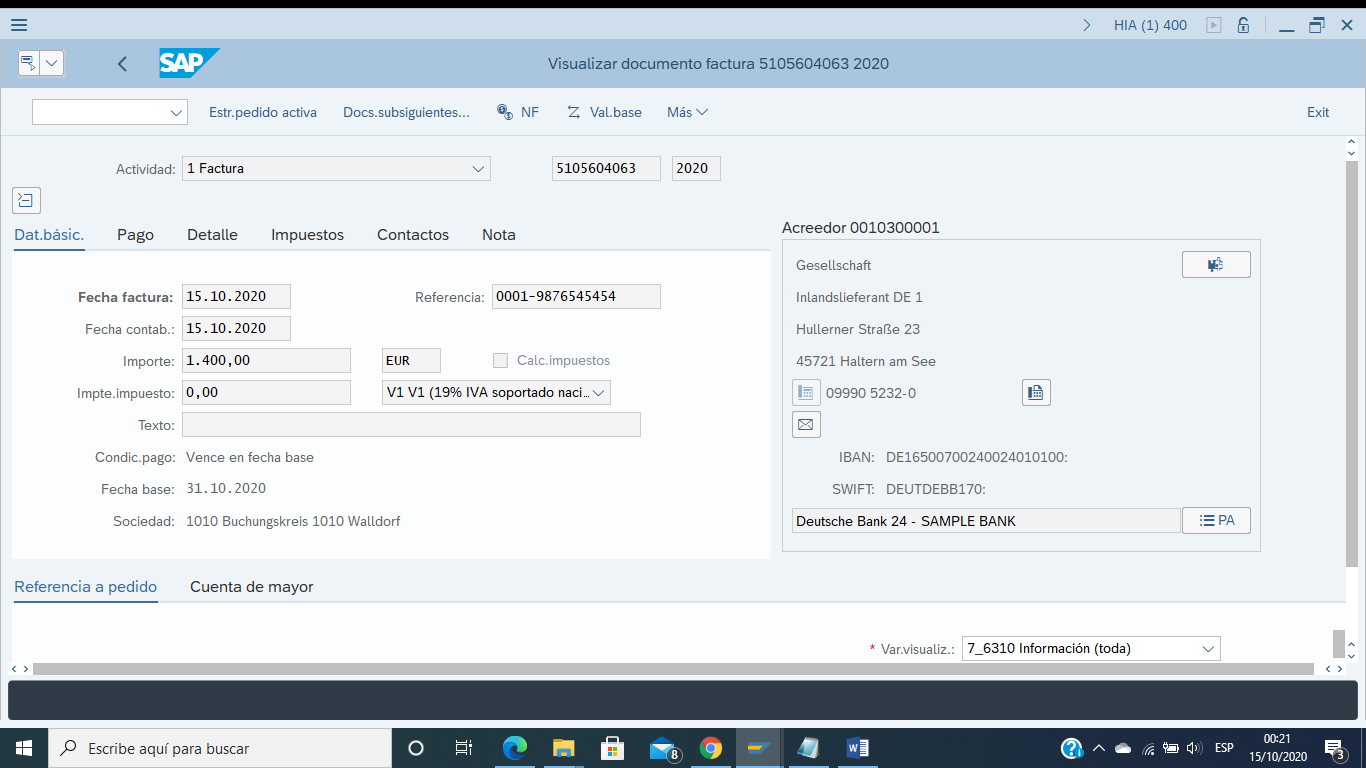 HIA (1) 400
SAP
Visualizar documento factura 5105604063 2020
Estr.pedido activa Docs.subsiguientes... NF Val.base Más Exit
Actividad: 1 Factura 5105604063 2020
Dat.básic. Pago Detalle Impuestos Contactos Nota
Fecha factura: 15.10.2020 Referencia: 0001-9876545454
Fecha contab.: 15.10.2020
Importe: 1.400,00 EUR Calc.impuestos
Impte.impuesto: 0,00 V1 V1 (19% IVA soportado naci...
Texto:
Condic.pago: Vence en fecha base
Fecha base: 31.10.2020
Sociedad: 1010 Buchungskreis 1010 Walldorf
Acreedor 0010300001
Gesellschaft
Inlandslieferant DE 1
Hullerner Straße 23
45721 Haltern am See
09990 5232-0
IBAN: DE16500700240024010100:
SWIFT: DEUTDEBB170:
Deutsche Bank 24 - SAMPLE BANK PA
Referencia a pedido Cuenta de mayor
* Var.visualiz.: 7_6310 Información (toda)
Escribe aquí para buscar 8 ESP 00:21
15/10/2020 3